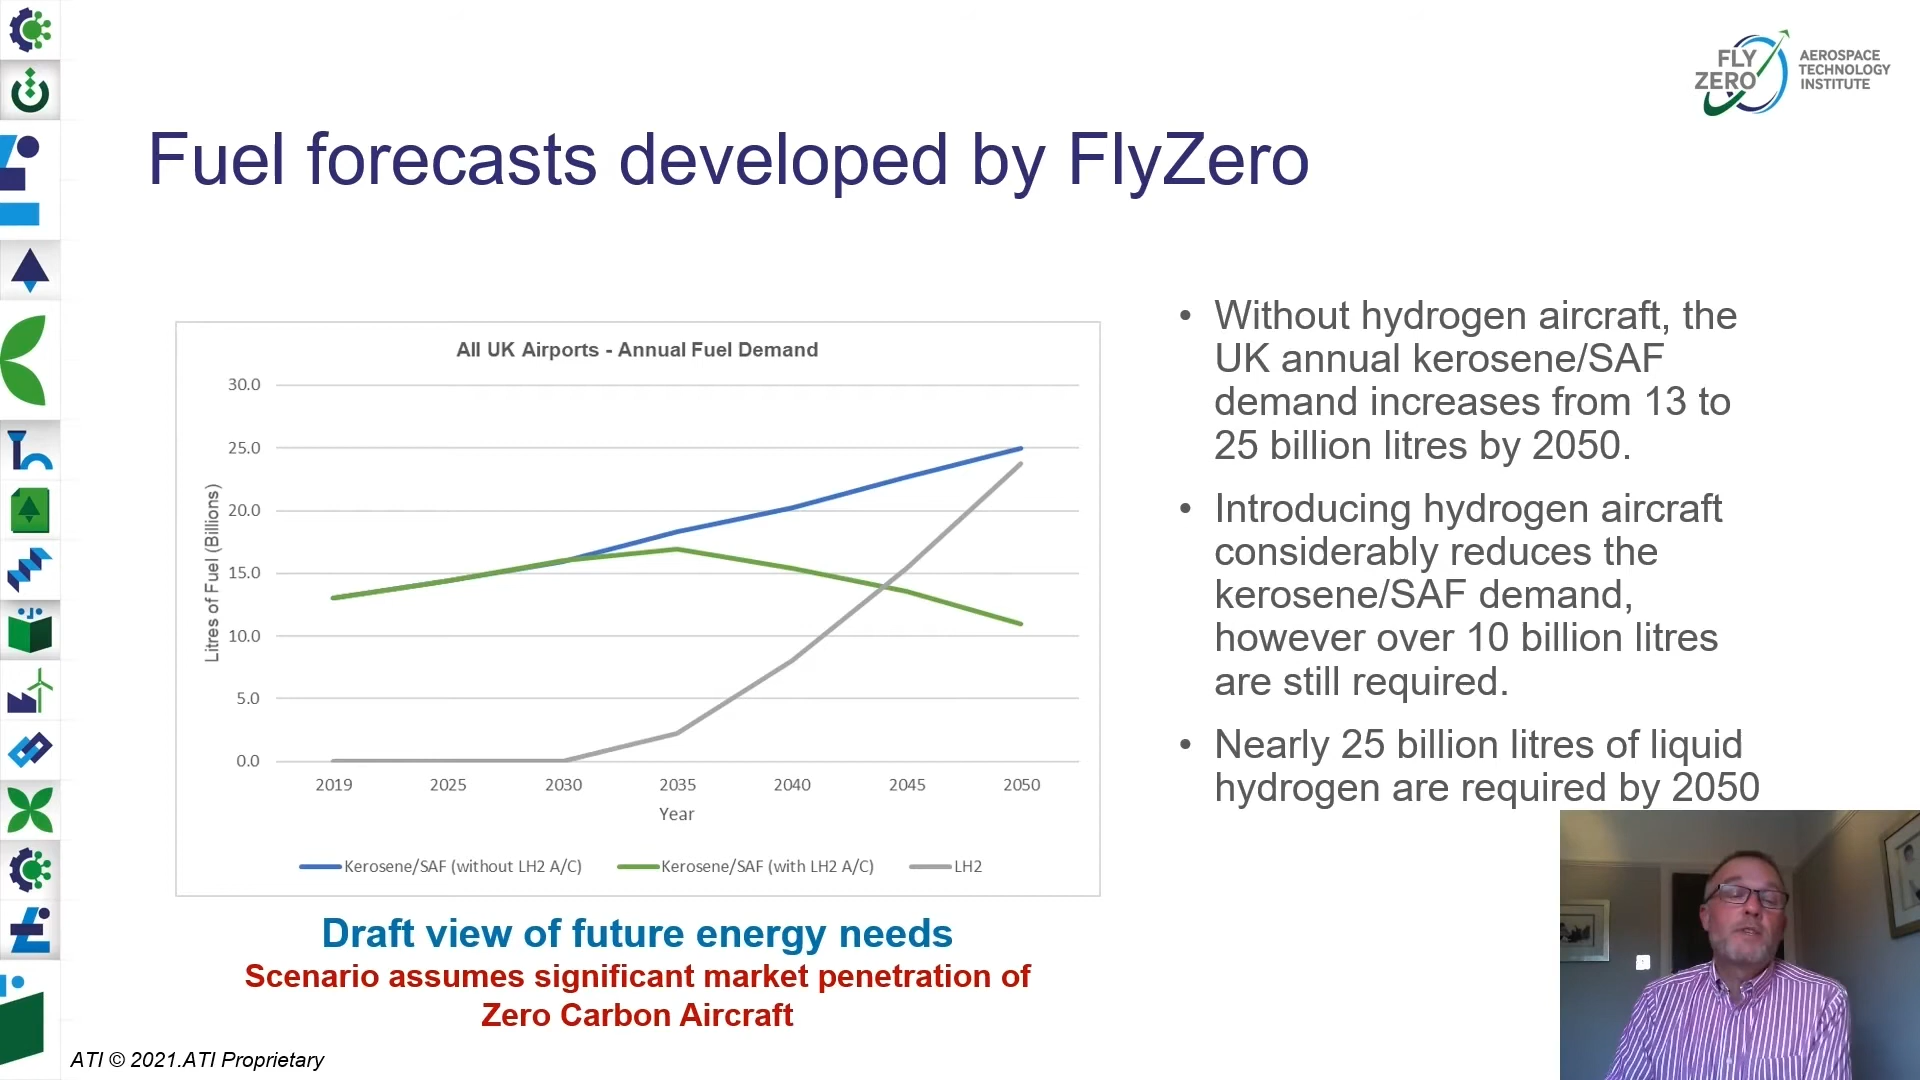 FLY
ZERO
AEROSPACE
TECHNOLOGY
INSTITUTE
Fuel forecasts developed by FlyZero
All UK Airports - Annual Fuel Demand
30.0
25.0
20.0
15.0
10.0
5.0
0.0
Litres of Fuel (Billions)
2019 2025 2030 2035 2040 2045 2050
Year
Kerosene/SAF (without LH2 A/C) Kerosene/SAF (with LH2 A/C) LH2
Draft view of future energy needs
Scenario assumes significant market penetration of
Zero Carbon Aircraft
• Without hydrogen aircraft, the
UK annual kerosene/SAF
demand increases from 13 to
25 billion litres by 2050.
• Introducing hydrogen aircraft
considerably reduces the
kerosene/SAF demand,
however over 10 billion litres
are still required.
• Nearly 25 billion litres of liquid
hydrogen are required by 2050
ATI © 2021.ATI Proprietary